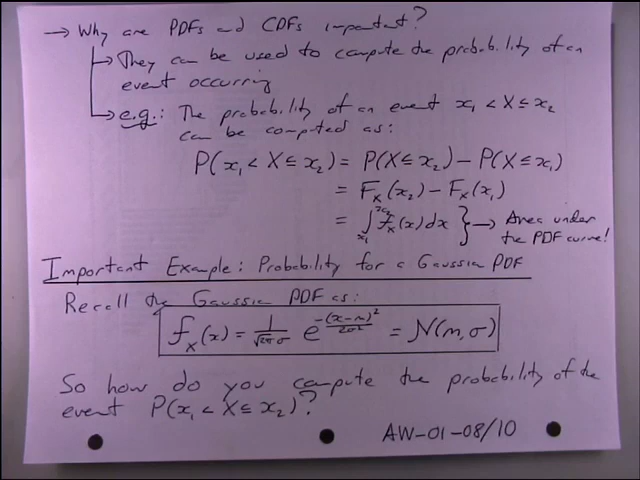 → Why are PDFs and CDFs important?
→ They can be used to compute the probability of an
event occurring
→ e.g.: The probability of an event x₁ < X ≤ x₂
can be computed as:
P(x₁ < X ≤ x₂) = P(X ≤ x₂) − P(X ≤ x₁)
= F_X(x₂) − F_X(x₁)
= ∫_{x₁}^{x₂} f_X(x) dx } → Area under
the PDF curve!
Important Example: Probability for a Gaussian PDF
Recall the Gaussian PDF as:
f_X(x) = 1/(√2π σ) e^{−(x−m)²/2σ²} = N(m, σ)
So how do you compute the probability of the
event P(x₁ < X ≤ x₂)?
AW-01-08/10